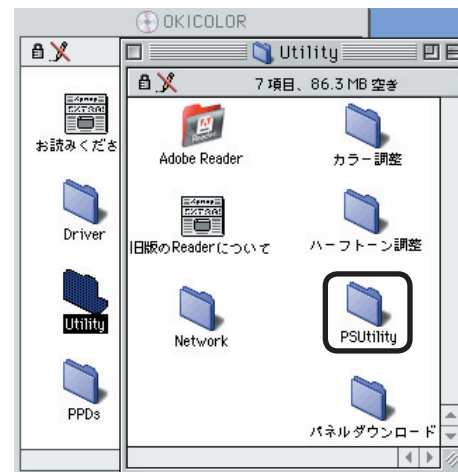 OKICOLOR
Utility
7 項目、86.3 MB 空き
お読みくださ
Driver
Utility
PPDs
Adobe Reader
カラー調整
旧版のReaderについて
ハーフトーン調整
Network
PSUtility
パネルダウンロード